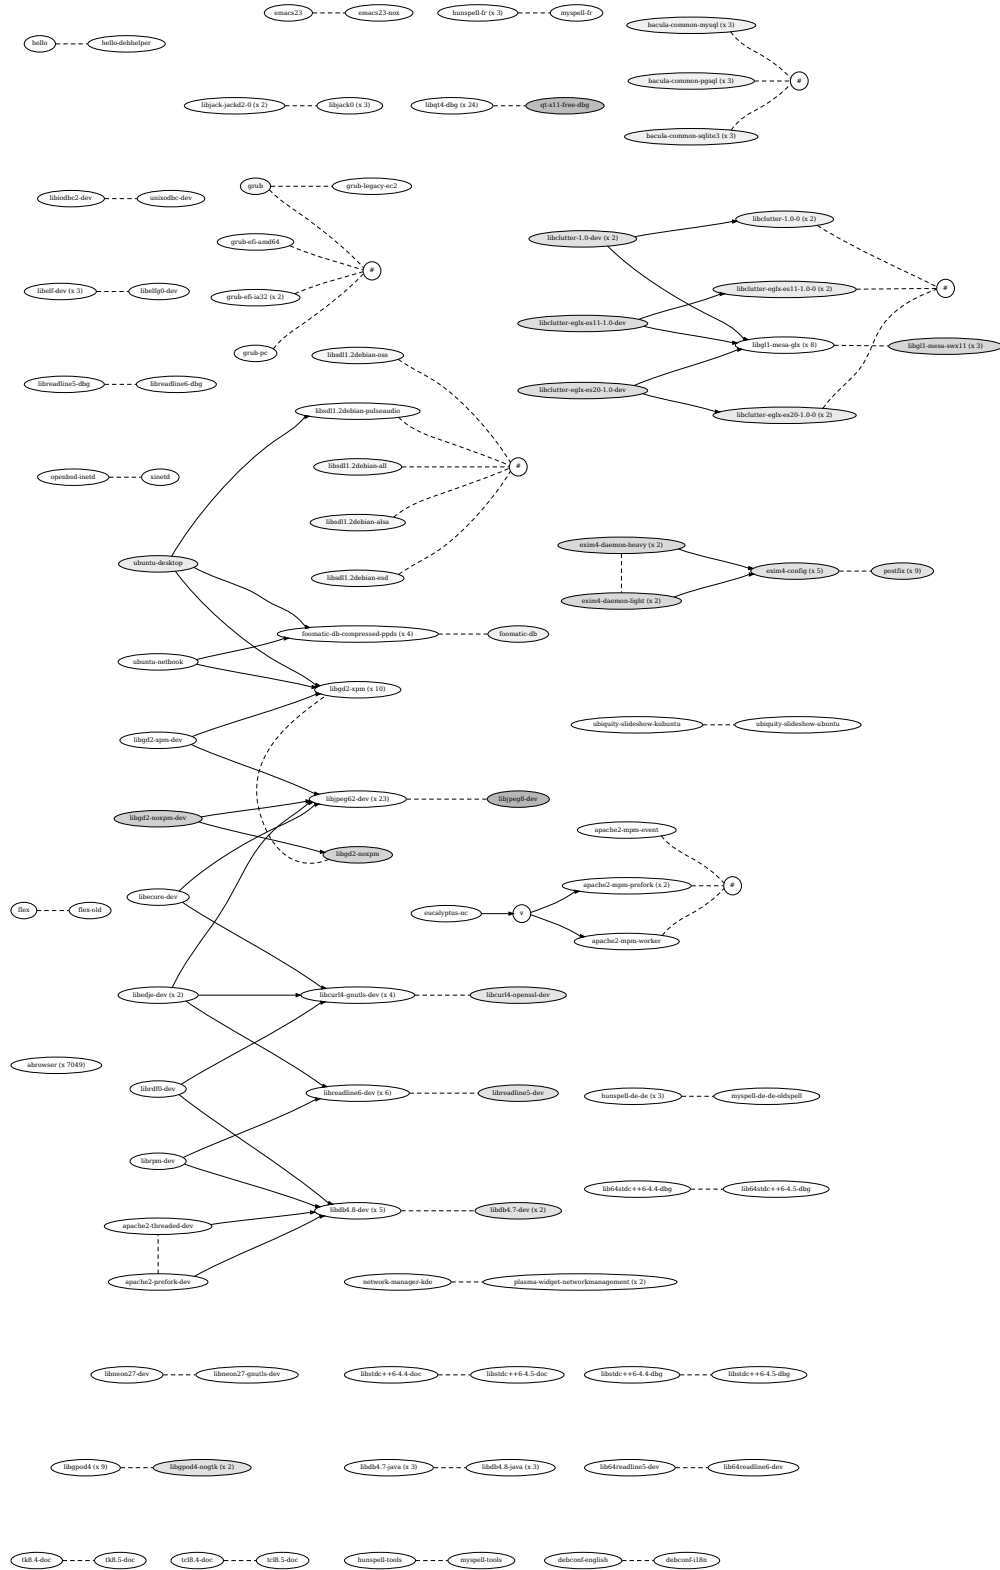 emacs23
emacs23-nox
hunspell-fr (x 3)
myspell-fr
bacula-common-mysql (x 3)
hello
hello-debhelper
#
bacula-common-pgsql (x 3)
libjack-jackd2-0 (x 2)
libjack0 (x 3)
libqt4-dbg (x 24)
qt-x11-free-dbg
bacula-common-sqlite3 (x 3)
grub
grub-legacy-ec2
libiodbc2-dev
unixodbc-dev
libclutter-1.0-0 (x 2)
libclutter-1.0-dev (x 2)
grub-efi-amd64
#
libelf-dev (x 3)
libelfg0-dev
grub-efi-ia32 (x 2)
libclutter-eglx-es11-1.0-0 (x 2)
#
libclutter-eglx-es11-1.0-dev
libgl1-mesa-glx (x 8)
libgl1-mesa-swx11 (x 3)
grub-pc
libsdl1.2debian-oss
libreadline5-dbg
libreadline6-dbg
libclutter-eglx-es20-1.0-dev
libsdl1.2debian-pulseaudio
libclutter-eglx-es20-1.0-0 (x 2)
libsdl1.2debian-all
#
openbsd-inetd
xinetd
libsdl1.2debian-alsa
exim4-daemon-heavy (x 2)
ubuntu-desktop
exim4-config (x 5)
postfix (x 9)
libsdl1.2debian-esd
exim4-daemon-light (x 2)
foomatic-db-compressed-ppds (x 4)
foomatic-db
ubuntu-netbook
libgd2-xpm (x 10)
ubiquity-slideshow-kubuntu
ubiquity-slideshow-ubuntu
libgd2-xpm-dev
libjpeg62-dev (x 23)
libjpeg8-dev
libgd2-noxpm-dev
apache2-mpm-event
libgd2-noxpm
apache2-mpm-prefork (x 2)
#
libecore-dev
flex
flex-old
eucalyptus-nc
v
apache2-mpm-worker
libedje-dev (x 2)
libcurl4-gnutls-dev (x 4)
libcurl4-openssl-dev
abrowser (x 7049)
librdf0-dev
libreadline6-dev (x 6)
libreadline5-dev
hunspell-de-de (x 3)
myspell-de-de-oldspell
librpm-dev
lib64stdc++6-4.4-dbg
lib64stdc++6-4.5-dbg
libdb4.8-dev (x 5)
libdb4.7-dev (x 2)
apache2-threaded-dev
apache2-prefork-dev
network-manager-kde
plasma-widget-networkmanagement (x 2)
libneon27-dev
libneon27-gnutls-dev
libstdc++6-4.4-doc
libstdc++6-4.5-doc
libstdc++6-4.4-dbg
libstdc++6-4.5-dbg
libgpod4 (x 9)
libgpod4-nogtk (x 2)
libdb4.7-java (x 3)
libdb4.8-java (x 3)
lib64readline5-dev
lib64readline6-dev
tk8.4-doc
tk8.5-doc
tcl8.4-doc
tcl8.5-doc
hunspell-tools
myspell-tools
debconf-english
debconf-i18n